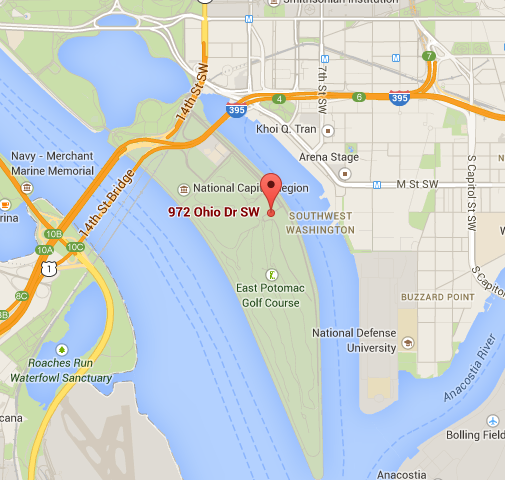 Smithsonian Institution
14th St SW
7th St SW
395
4
6
395
7
Khoi Q. Tran
Arena Stage
M
M
M St SW
S Capitol St SW
S Capitol
Navy - Merchant
Marine Memorial
14th St Bridge
National Capital Region
972 Ohio Dr SW
SOUTHWEST
WASHINGTON
10B
10A
10C
1
East Potomac
Golf Course
BUZZARD POINT
National Defense
University
Roaches Run
Waterfowl Sanctuary
Anacostia River
Bolling Field
Anacostia